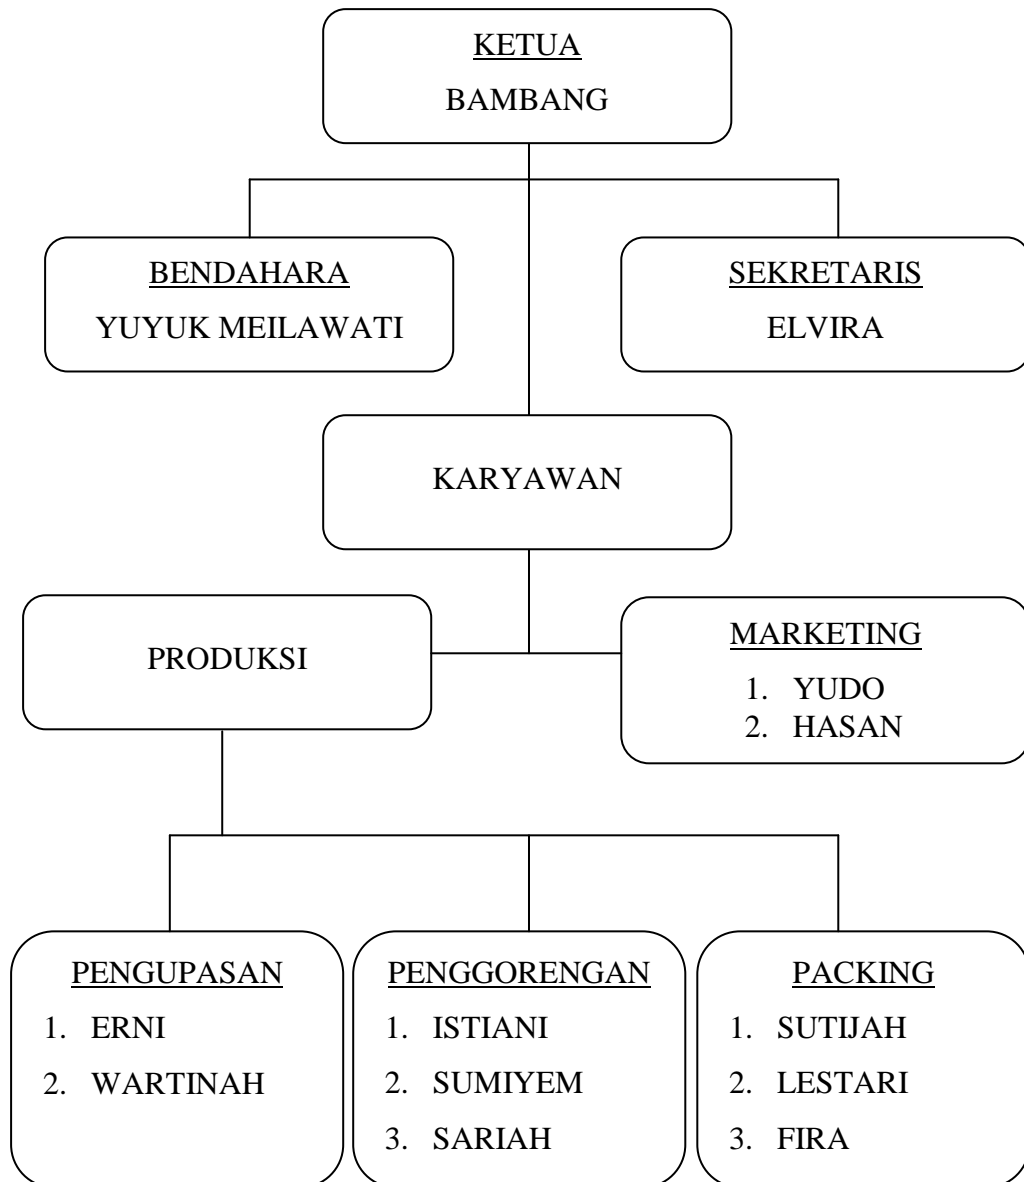 KETUA
BAMBANG
BENDAHARA
YUYUK MEILAWATI
SEKRETARIS
ELVIRA
KARYAWAN
PRODUKSI
MARKETING
1. YUDO
2. HASAN
PENGUPASAN
1. ERNI
2. WARTINAH
PENGGORENGAN
1. ISTIANI
2. SUMIYEM
3. SARIAH
PACKING
1. SUTIJAH
2. LESTARI
3. FIRA